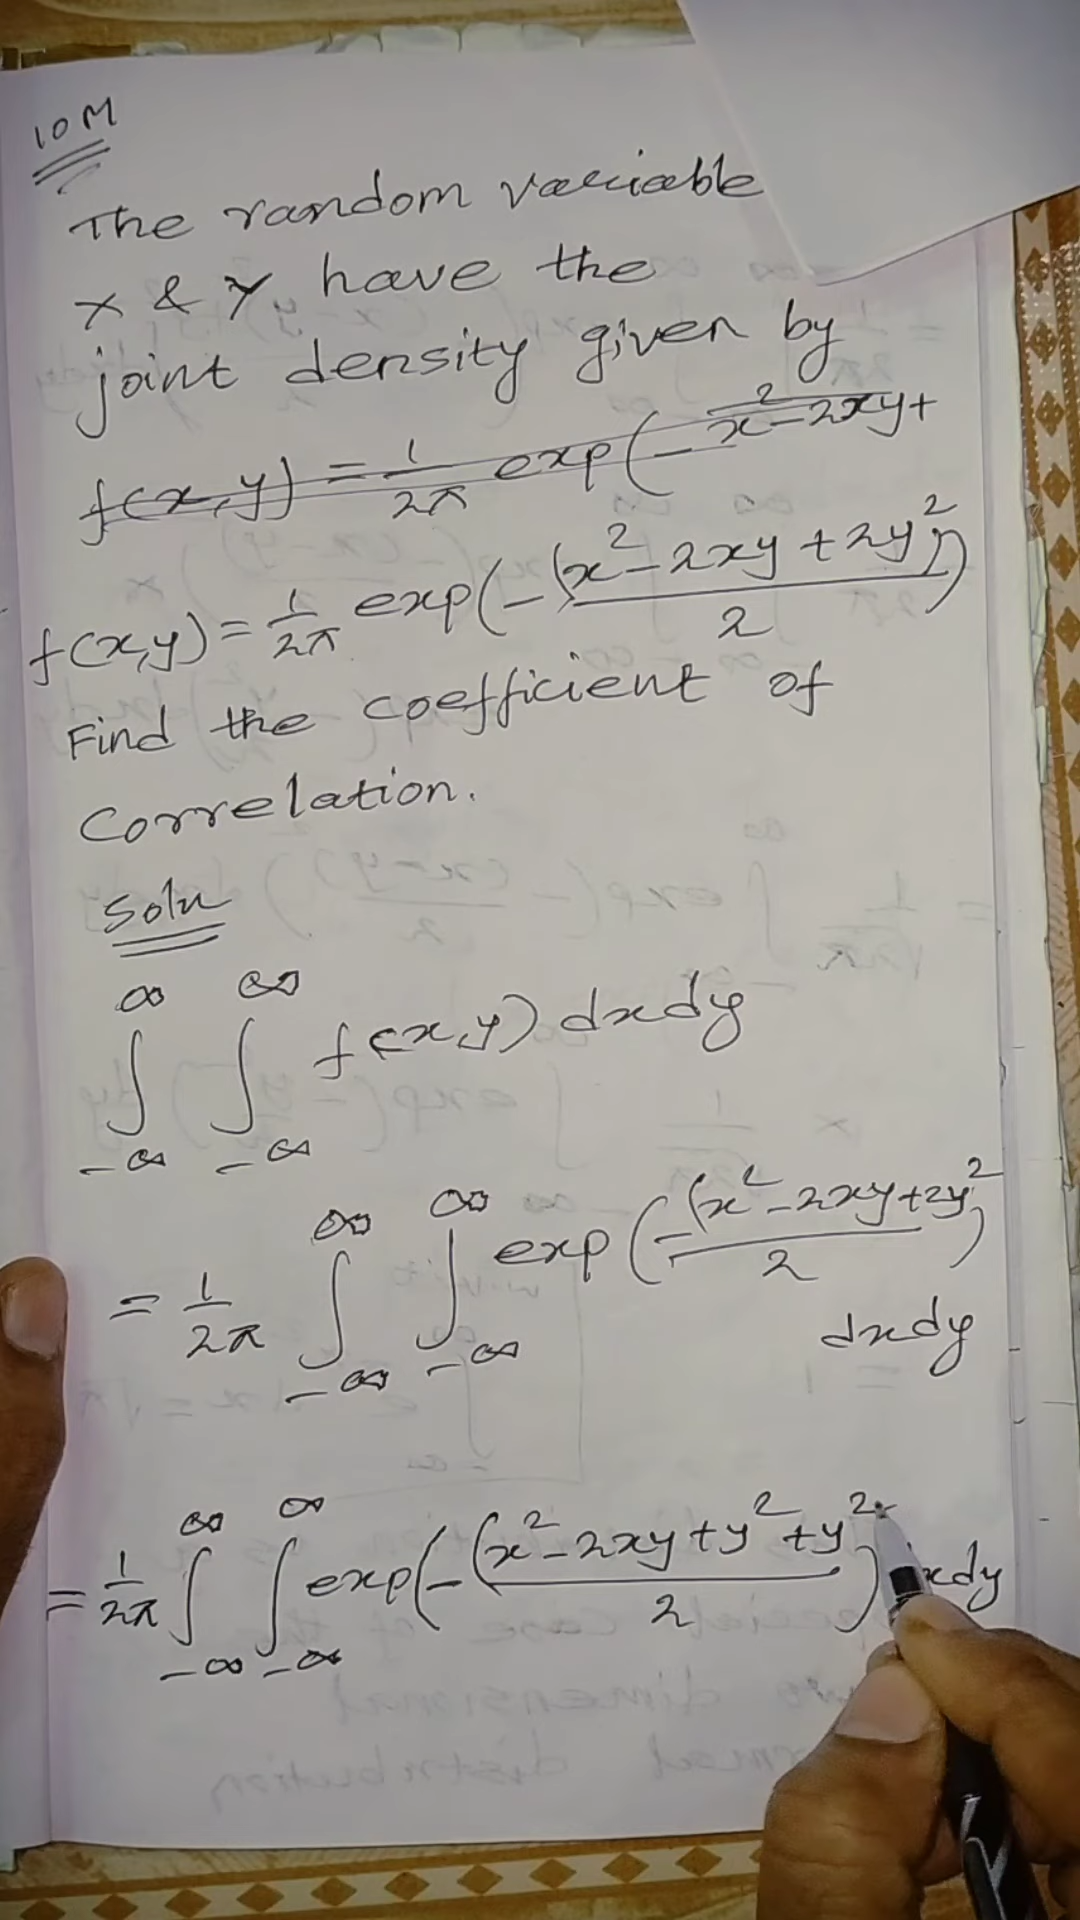 10M
The random variable
X & Y have the
joint density given by
f(x,y) = 1/2π exp(-x²-2xy+
f(x,y) = 1/2π exp(-(x²-2xy+2y²)/2)
Find the coefficient of
Correlation.
Soln
∫_{-∞}^{∞} ∫_{-∞}^{∞} f(x,y) dxdy
= 1/2π ∫_{-∞}^{∞} ∫_{-∞}^{∞} exp(-(x²-2xy+2y²/2)
dxdy
= 1/2π ∫_{-∞}^{∞} ∫_{-∞}^{∞} exp(-(x²-2xy+y²+y²/2) dxdy